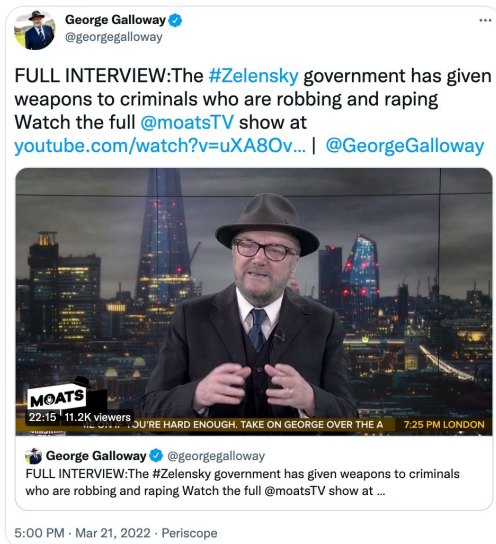 George Galloway
@georgegalloway
FULL INTERVIEW:The #Zelensky government has given
weapons to criminals who are robbing and raping
Watch the full @moatsTV show at
youtube.com/watch?v=uXA8Ov... | @GeorgeGalloway
MOATS
22:15 11.2K viewers
YOU'RE HARD ENOUGH. TAKE ON GEORGE OVER THE A
7:25 PM LONDON
George Galloway @georgegalloway
FULL INTERVIEW:The #Zelensky government has given weapons to criminals
who are robbing and raping Watch the full @moatsTV show at ...
5:00 PM · Mar 21, 2022 · Periscope